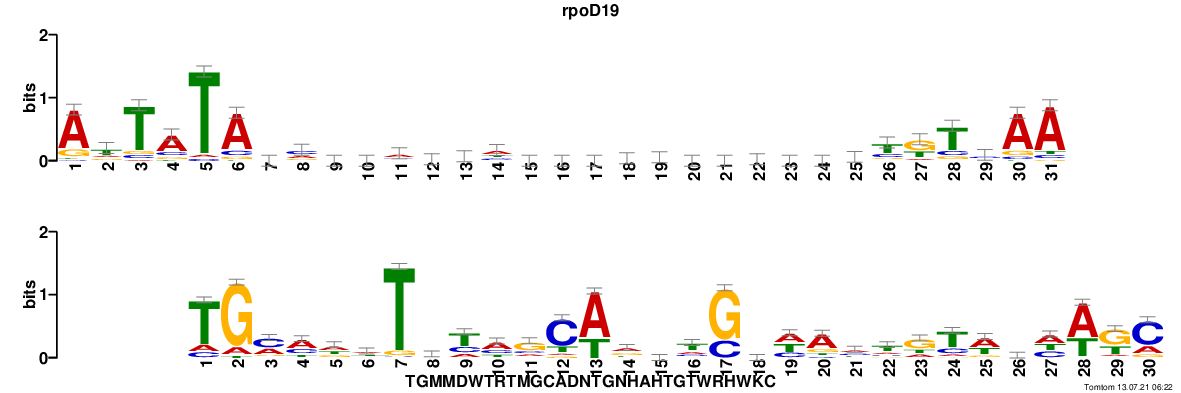 rpoD19
2
1
0
bits
1 2 3 4 5 6 7 8 9 10 11 12 13 14 15 16 17 18 19 20 21 22 23 24 25 26 27 28 29 30 31
A T A T A T T A A
2
1
0
bits
1 2 3 4 5 6 7 8 9 10 11 12 13 14 15 16 17 18 19 20 21 22 23 24 25 26 27 28 29 30
T G T C A G A G C
TGMMDWTRTMGCADNTGNHAHTGTWRHWKC
Tomtom 13.07.21 06:22